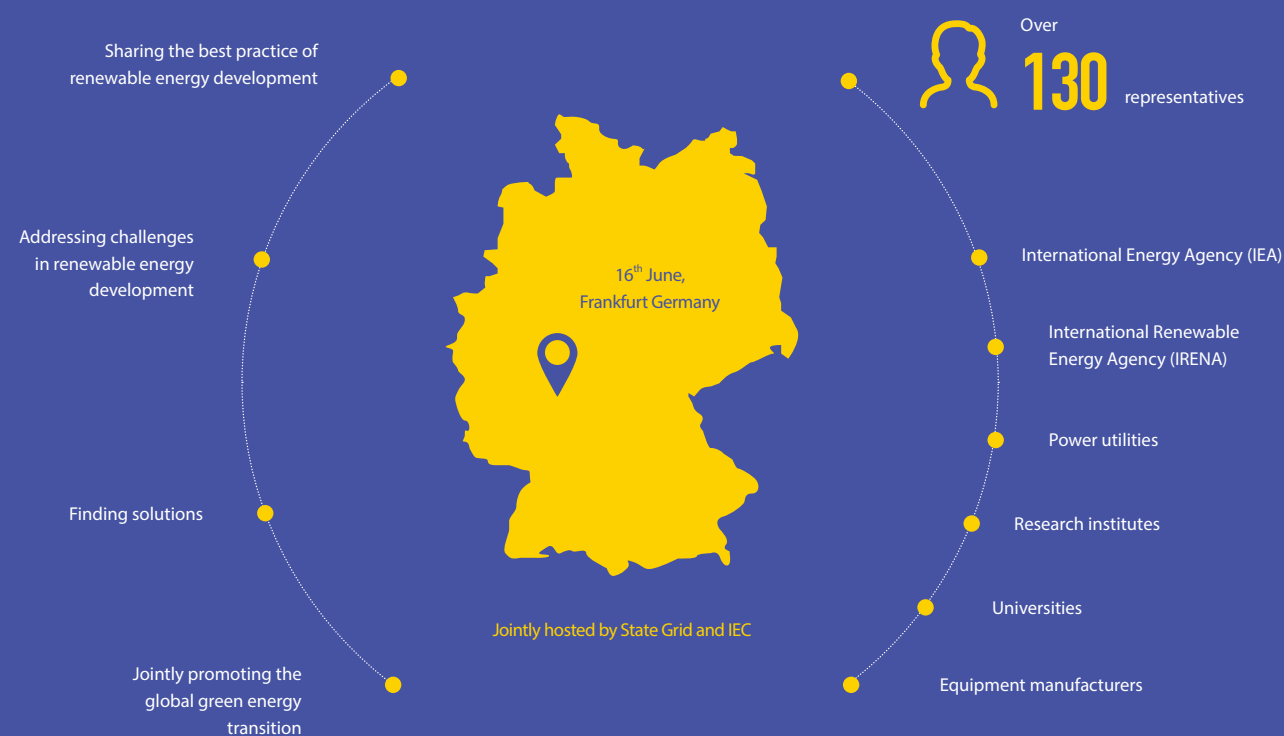 Sharing the best practice of
renewable energy development
Addressing challenges
in renewable energy
development
Finding solutions
Jointly promoting the
global green energy
transition
16th June,
Frankfurt Germany
Jointly hosted by State Grid and IEC
Over
130
representatives
International Energy Agency (IEA)
International Renewable
Energy Agency (IRENA)
Power utilities
Research institutes
Universities
Equipment manufacturers